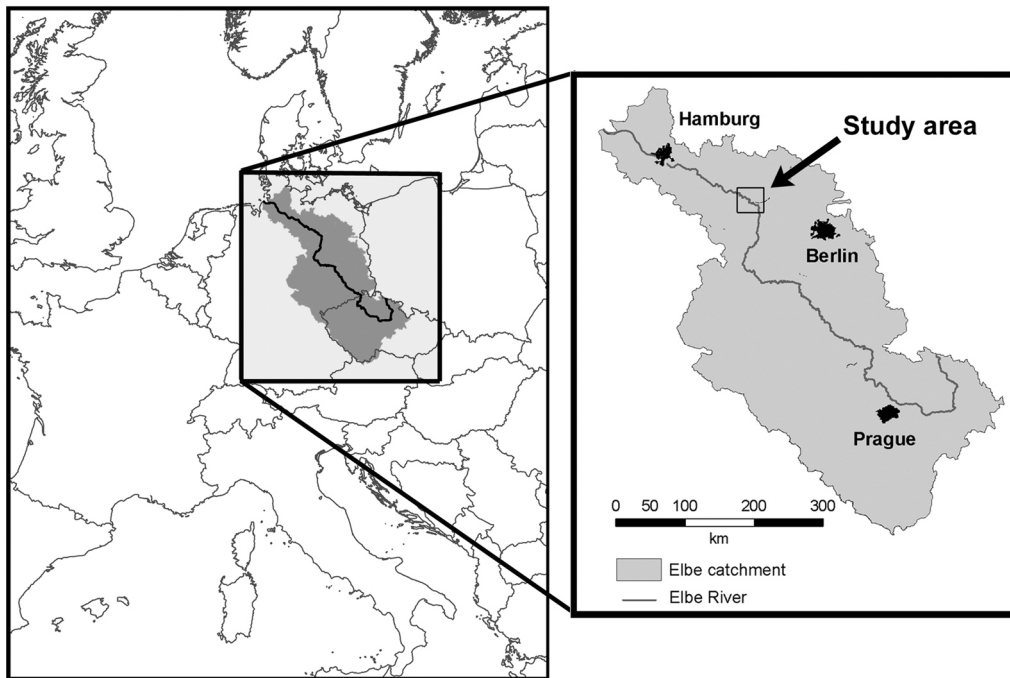 Hamburg
Study area
Berlin
Prague
0 50 100 200 300
km
Elbe catchment
Elbe River